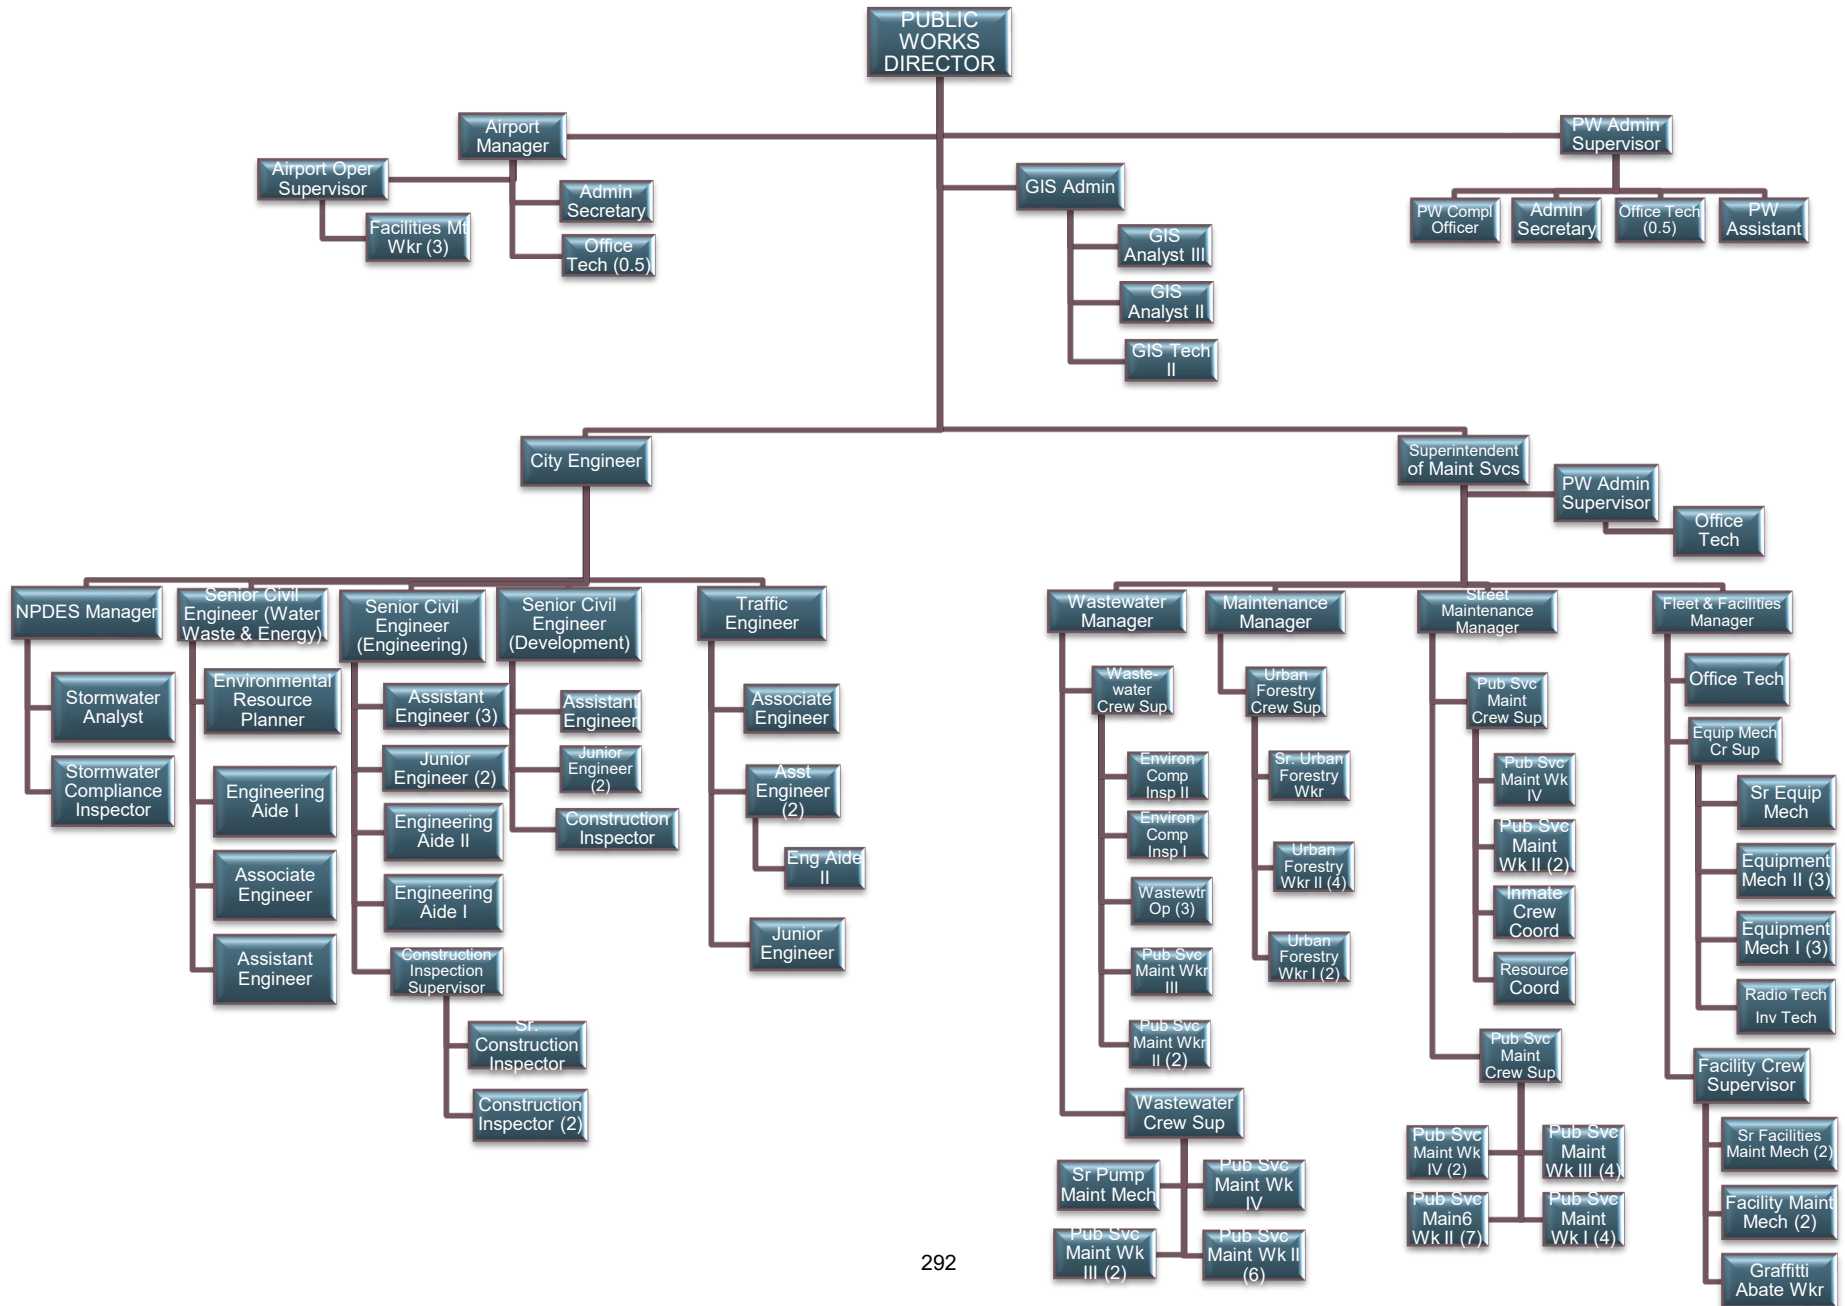 PUBLIC
WORKS
DIRECTOR
Airport
Manager
PW Admin
Supervisor
Airport Oper
Supervisor
Admin
Secretary
Facilities Mt
Wkr (3)
Office
Tech (0.5)
GIS Admin
GIS
Analyst III
GIS
Analyst II
GIS Tech
II
PW Compl
Officer
Admin
Secretary
Office Tech
(0.5)
PW
Assistant
City Engineer
Superintendent
of Maint Svcs
PW Admin
Supervisor
Office
Tech
NPDES Manager
Stormwater
Analyst
Stormwater
Compliance
Inspector
Senior Civil
Engineer (Water
Waste & Energy)
Environmental
Resource
Planner
Engineering
Aide I
Associate
Engineer
Assistant
Engineer
Senior Civil
Engineer
(Engineering)
Assistant
Engineer (3)
Junior
Engineer (2)
Engineering
Aide II
Engineering
Aide I
Construction
Inspection
Supervisor
Sr.
Construction
Inspector
Construction
Inspector (2)
Senior Civil
Engineer
(Development)
Assistant
Engineer
Junior
Engineer
(2)
Construction
Inspector
Traffic
Engineer
Associate
Engineer
Asst
Engineer
(2)
Eng Aide
II
Junior
Engineer
Wastewater
Manager
Waste-
water
Crew Sup
Environ
Comp
Insp II
Environ
Comp
Insp I
Wastewtr
Op (3)
Pub Svc
Maint Wkr
III
Pub Svc
Maint Wkr
II (2)
Wastewater
Crew Sup
Sr Pump
Maint Mech
Pub Svc
Maint Wk
IV
Pub Svc
Maint Wk
III (2)
Pub Svc
Maint Wk II
(6)
Maintenance
Manager
Urban
Forestry
Crew Sup
Sr. Urban
Forestry
Wkr
Urban
Forestry
Wkr II (4)
Urban
Forestry
Wkr I (2)
Street
Maintenance
Manager
Pub Svc
Maint
Crew Sup
Pub Svc
Maint Wk
IV
Pub Svc
Maint
Wk II (2)
Inmate
Crew
Coord
Resource
Coord
Pub Svc
Maint
Crew Sup
Pub Svc
Maint Wk
IV (2)
Pub Svc
Maint
Wk III (4)
Pub Svc
Main6
Wk II (7)
Pub Svc
Maint
Wk I (4)
Fleet & Facilities
Manager
Office Tech
Equip Mech
Cr Sup
Sr Equip
Mech
Equipment
Mech II (3)
Equipment
Mech I (3)
Radio Tech
Inv Tech
Facility Crew
Supervisor
Sr Facilities
Maint Mech (2)
Facility Maint
Mech (2)
Graffitti
Abate Wkr
292